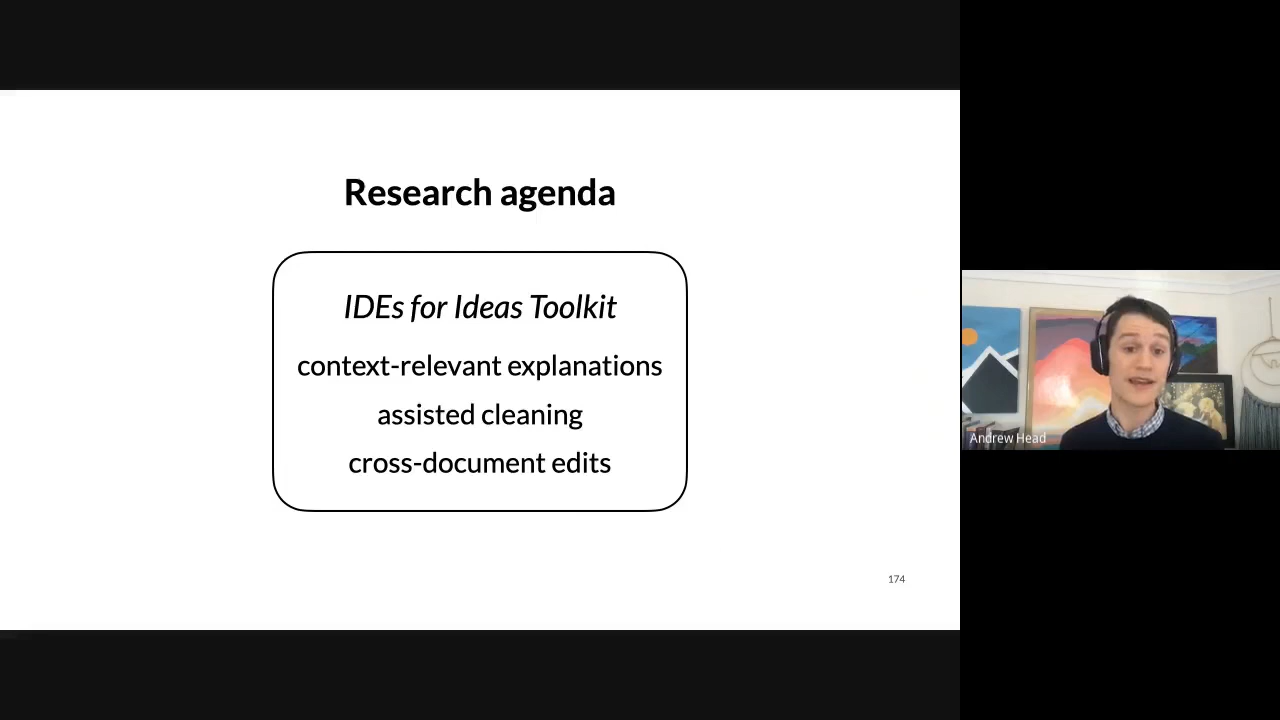 Research agenda
IDEs for Ideas Toolkit
context-relevant explanations
assisted cleaning
cross-document edits
174
Andrew Head